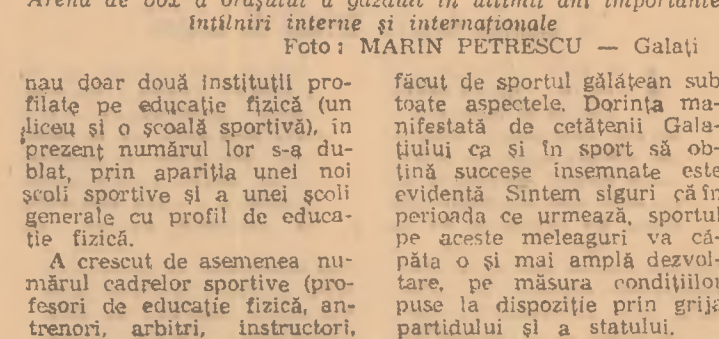 Arena de box a orașului a găzduit în ultimii ani importante
întîlniri interne și internaționale
Foto : MARIN PETRESCU — Galați
nau doar două instituții pro-
filate pe educație fizică (un
liceu și o școală sportivă), în
prezent numărul lor s-a du-
blat, prin apariția unei noi
școli sportive și a unei școli
generale cu profil de educa-
ție fizică.
A crescut de asemenea nu-
mărul cadrelor sportive (pro-
fesori de educație fizică, an-
trenori, arbitri, instructori,
făcut de sportul gălățean sub
toate aspectele. Dorința ma-
nifestată de cetățenii Gala-
țiului ca și în sport să ob-
țină succese însemnate este
evidentă Sîntem siguri că în
perioada ce urmează, sportul
pe aceste meleaguri va că-
păta o și mai amplă dezvol-
tare, pe măsura condițiilor
puse la dispoziție prin grija
partidului și a statului.